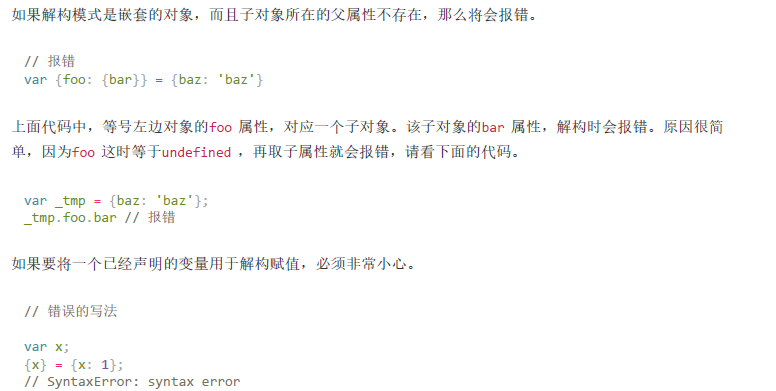 如果解构模式是嵌套的对象，而且子对象所在的父属性不存在，那么将会报错。
// 报错
var {foo: {bar}} = {baz: 'baz'}
上面代码中，等号左边对象的foo 属性，对应一个子对象。该子对象的bar 属性，解构时会报错。原因很简
单，因为foo 这时等于undefined ，再取子属性就会报错，请看下面的代码。
var _tmp = {baz: 'baz'};
_tmp.foo.bar // 报错
如果要将一个已经声明的变量用于解构赋值，必须非常小心。
// 错误的写法
var x;
{x} = {x: 1};
// SyntaxError: syntax error